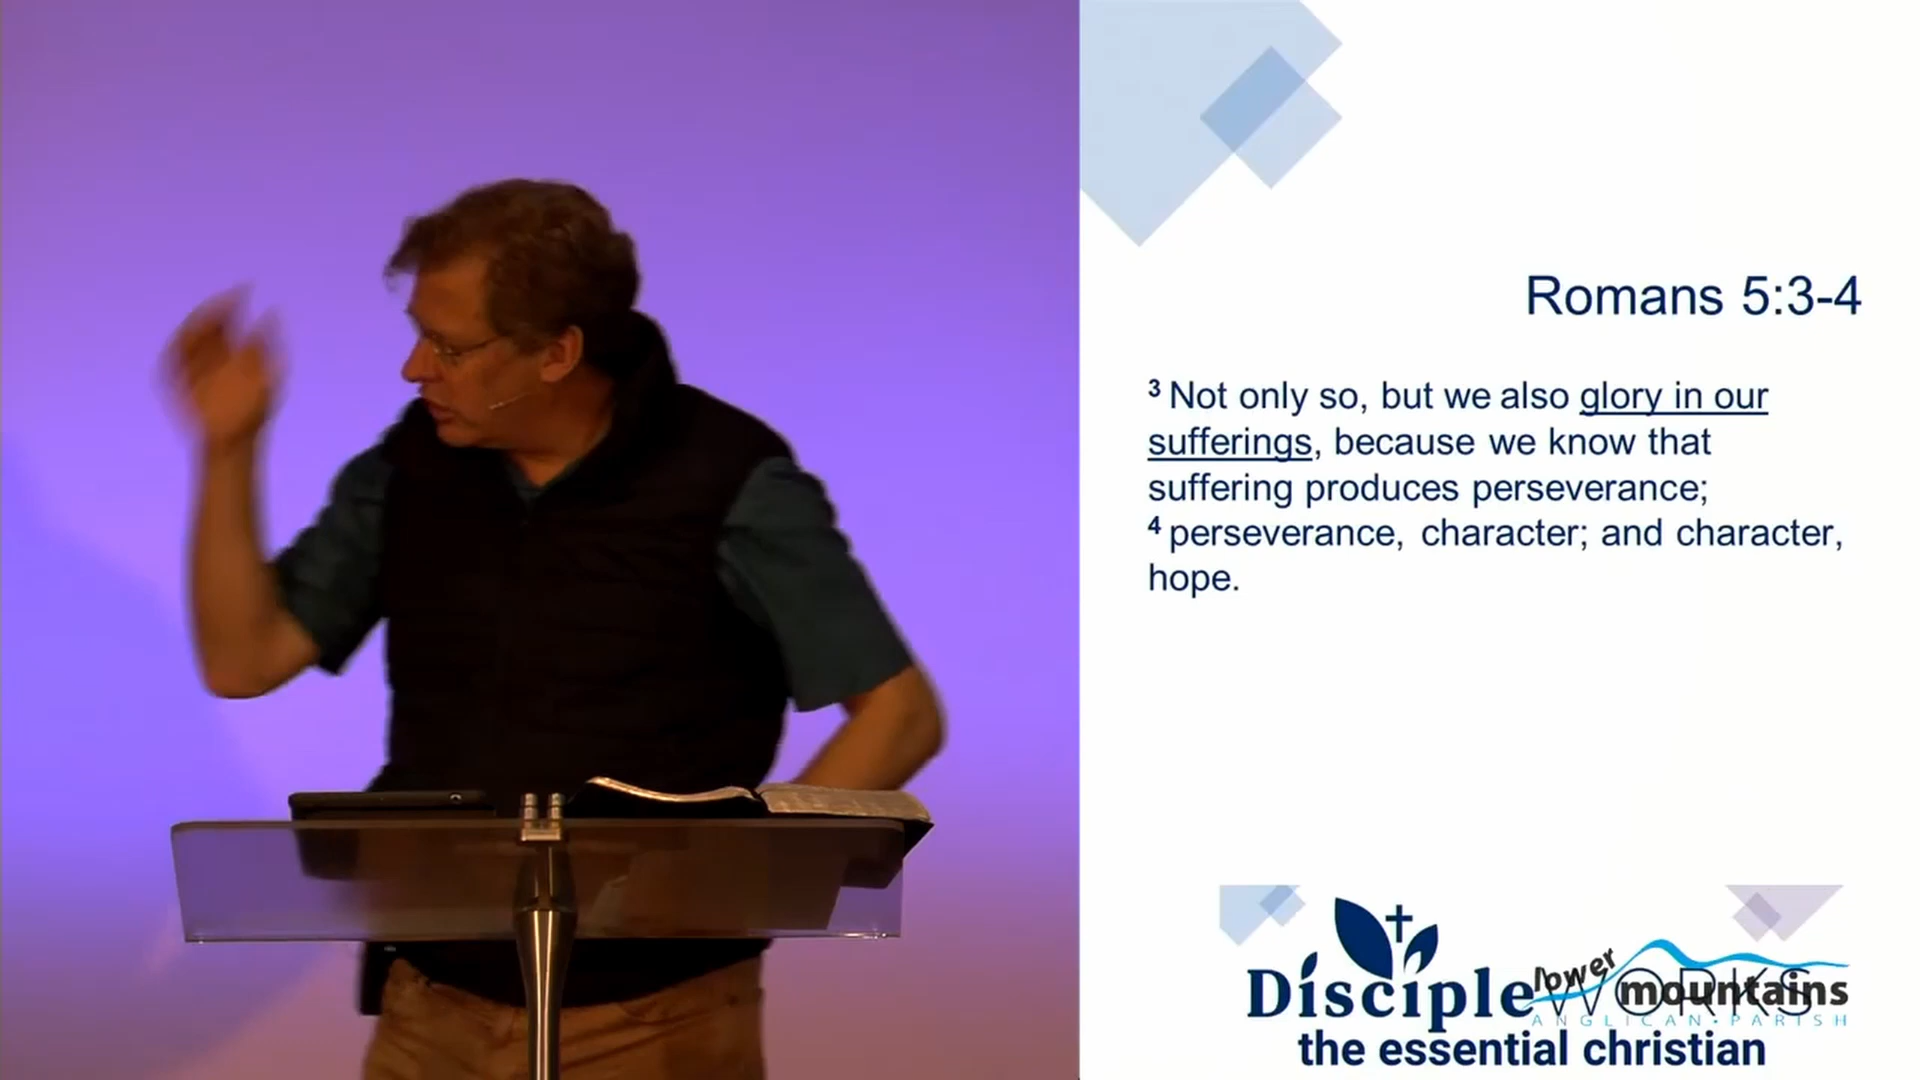 Romans 5:3-4
3 Not only so, but we also glory in our
sufferings, because we know that
suffering produces perseverance;
4 perseverance, character; and character,
hope.
Disciple WORKS
lower
mountains
ANGLICAN·PARISH
the essential christian